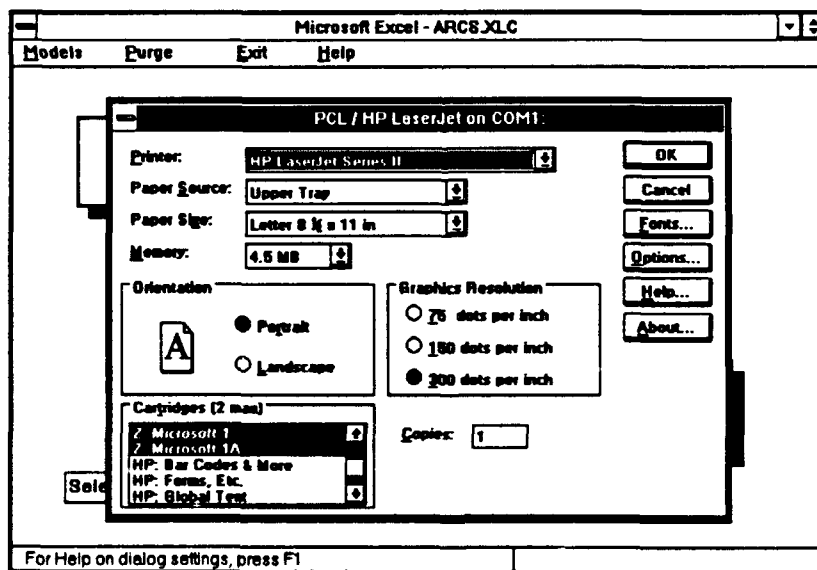 Microsoft Excel - ARCS.XLC
Models Purge Exit Help
PCL / HP LaserJet on COM1:
Printer: HP LaserJet Series II
OK
Paper Source: Upper Tray
Cancel
Paper Size: Letter 8 ½ x 11 in
Fonts...
Memory: 4.5 MB
Options...
Orientation
Graphics Resolution
Help...
A
Portrait
75 dots per inch
About...
Landscape
150 dots per inch
300 dots per inch
Cartridges (2 max)
Z: Microsoft 1
Copies: 1
Z: Microsoft 1A
HP: Bar Codes & More
HP: Forms, Etc.
HP: Global Text
Sele
For Help on dialog settings, press F1